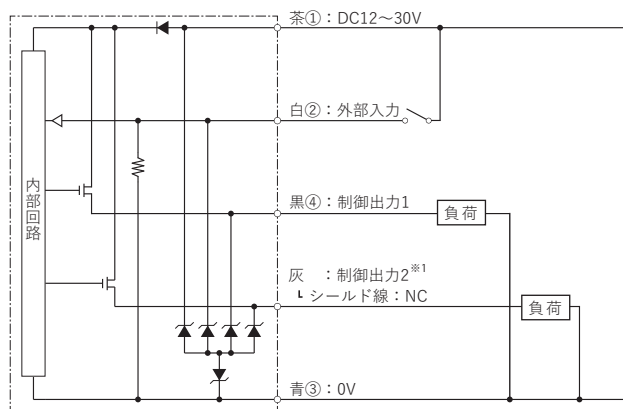 茶①：DC12〜30V
白②：外部入力
内部回路
黒④：制御出力1
負荷
灰　：制御出力2※1
┗ シールド線：NC
負荷
青③：0V